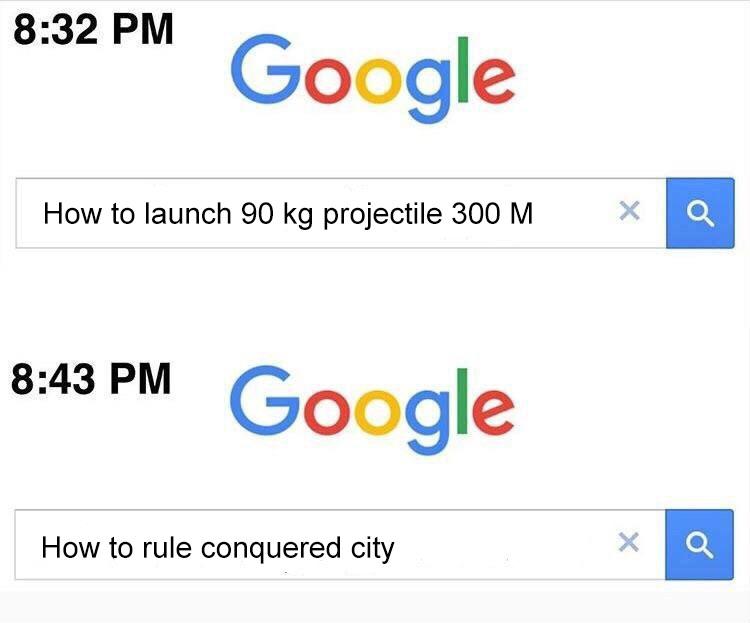 8:32 PM
Google
How to launch 90 kg projectile 300 M
8:43 PM
Google
How to rule conquered city